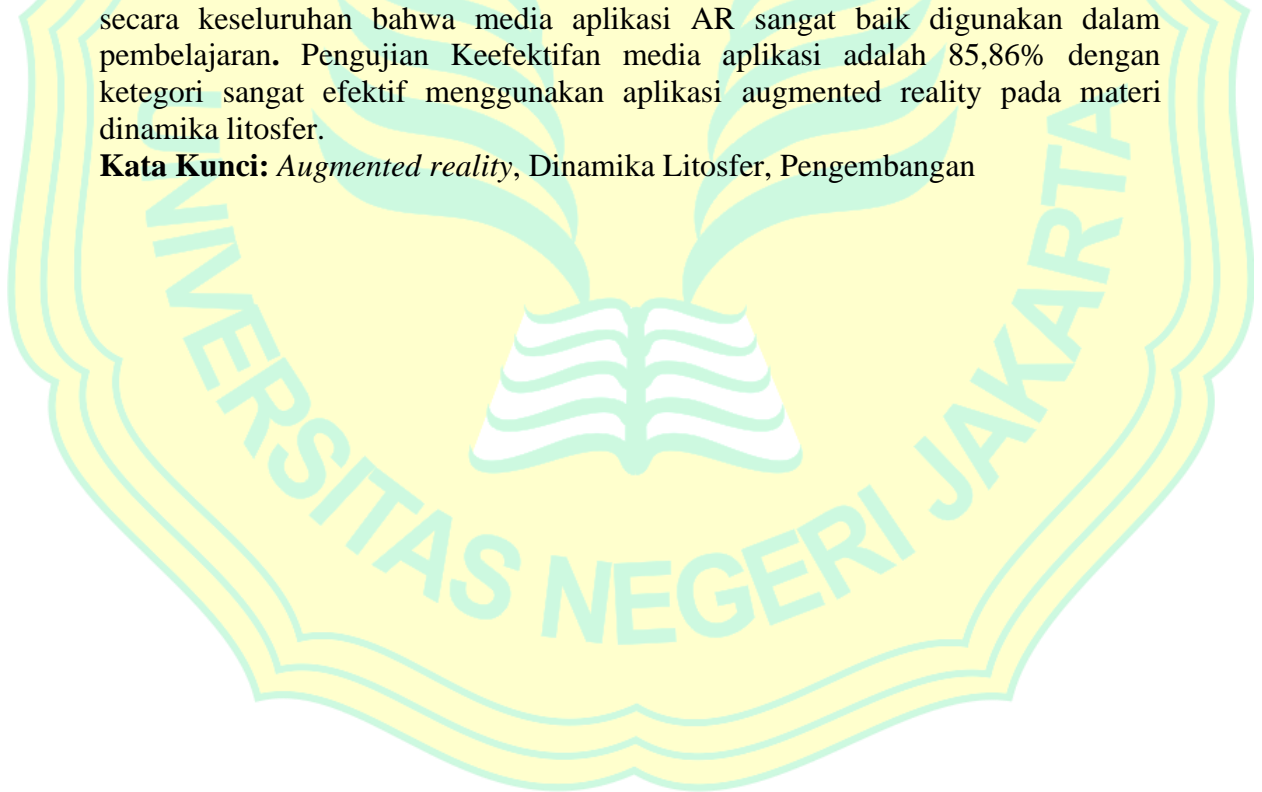 secara keseluruhan bahwa media aplikasi AR sangat baik digunakan dalam
pembelajaran. Pengujian Keefektifan media aplikasi adalah 85,86% dengan
ketegori sangat efektif menggunakan aplikasi augmented reality pada materi
dinamika litosfer.
Kata Kunci: Augmented reality, Dinamika Litosfer, Pengembangan
UNIVERSITAS NEGERI JAKARTA